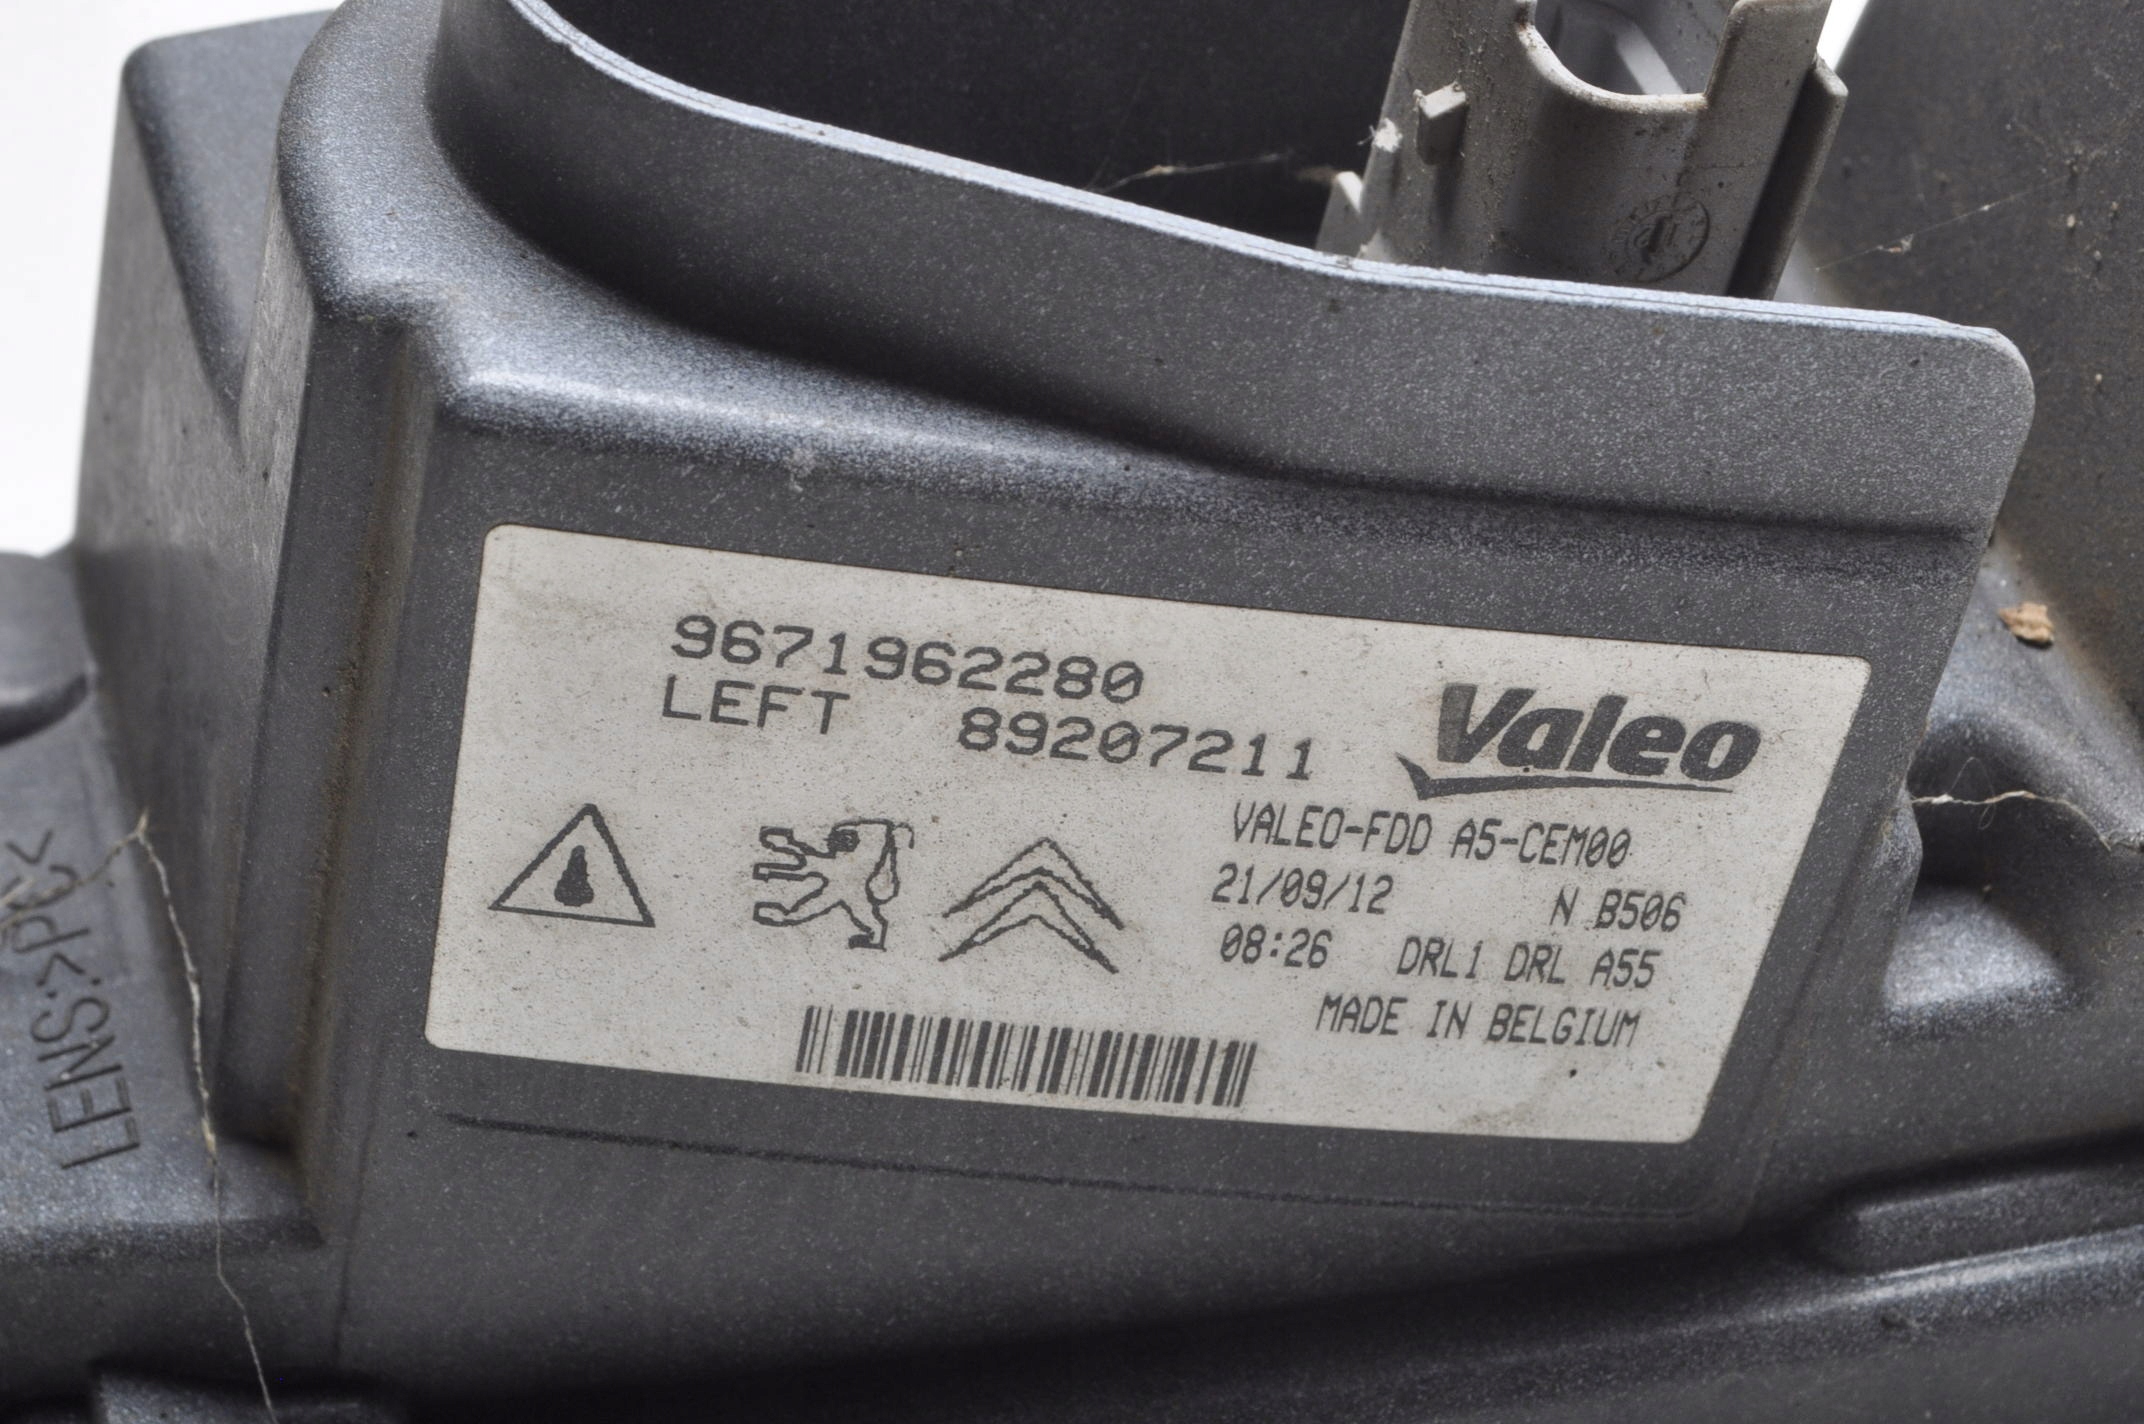 9671962280
LEFT 89207211
Valeo
VALEO-FDD A5-CEM00
21/09/12 N B506
08:26 DRL1 DRL A55
MADE IN BELGIUM
LENS:>PC<